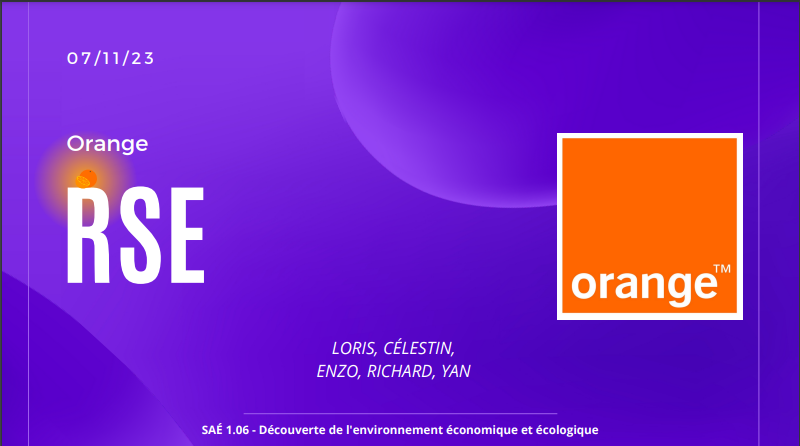 07/11/23
Orange
RSE
orange™
LORIS, CÉLESTIN,
ENZO, RICHARD, YAN
SAÉ 1.06 - Découverte de l'environnement économique et écologique